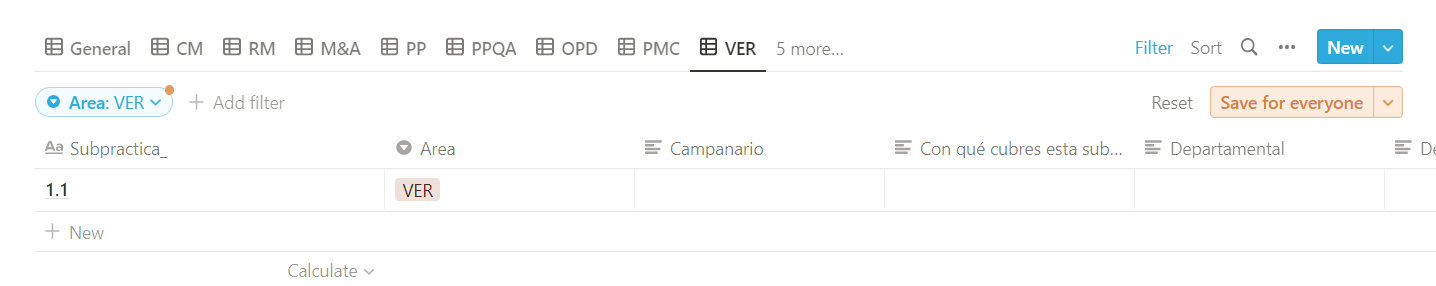 General CM RM M&A PP PPQA OPD PMC VER 5 more... Filter Sort New
Area: VER Add filter Reset Save for everyone
Aa Subpractica_ Area Campanario Con qué cubres esta sub... Departamental De
1.1 VER
New
Calculate